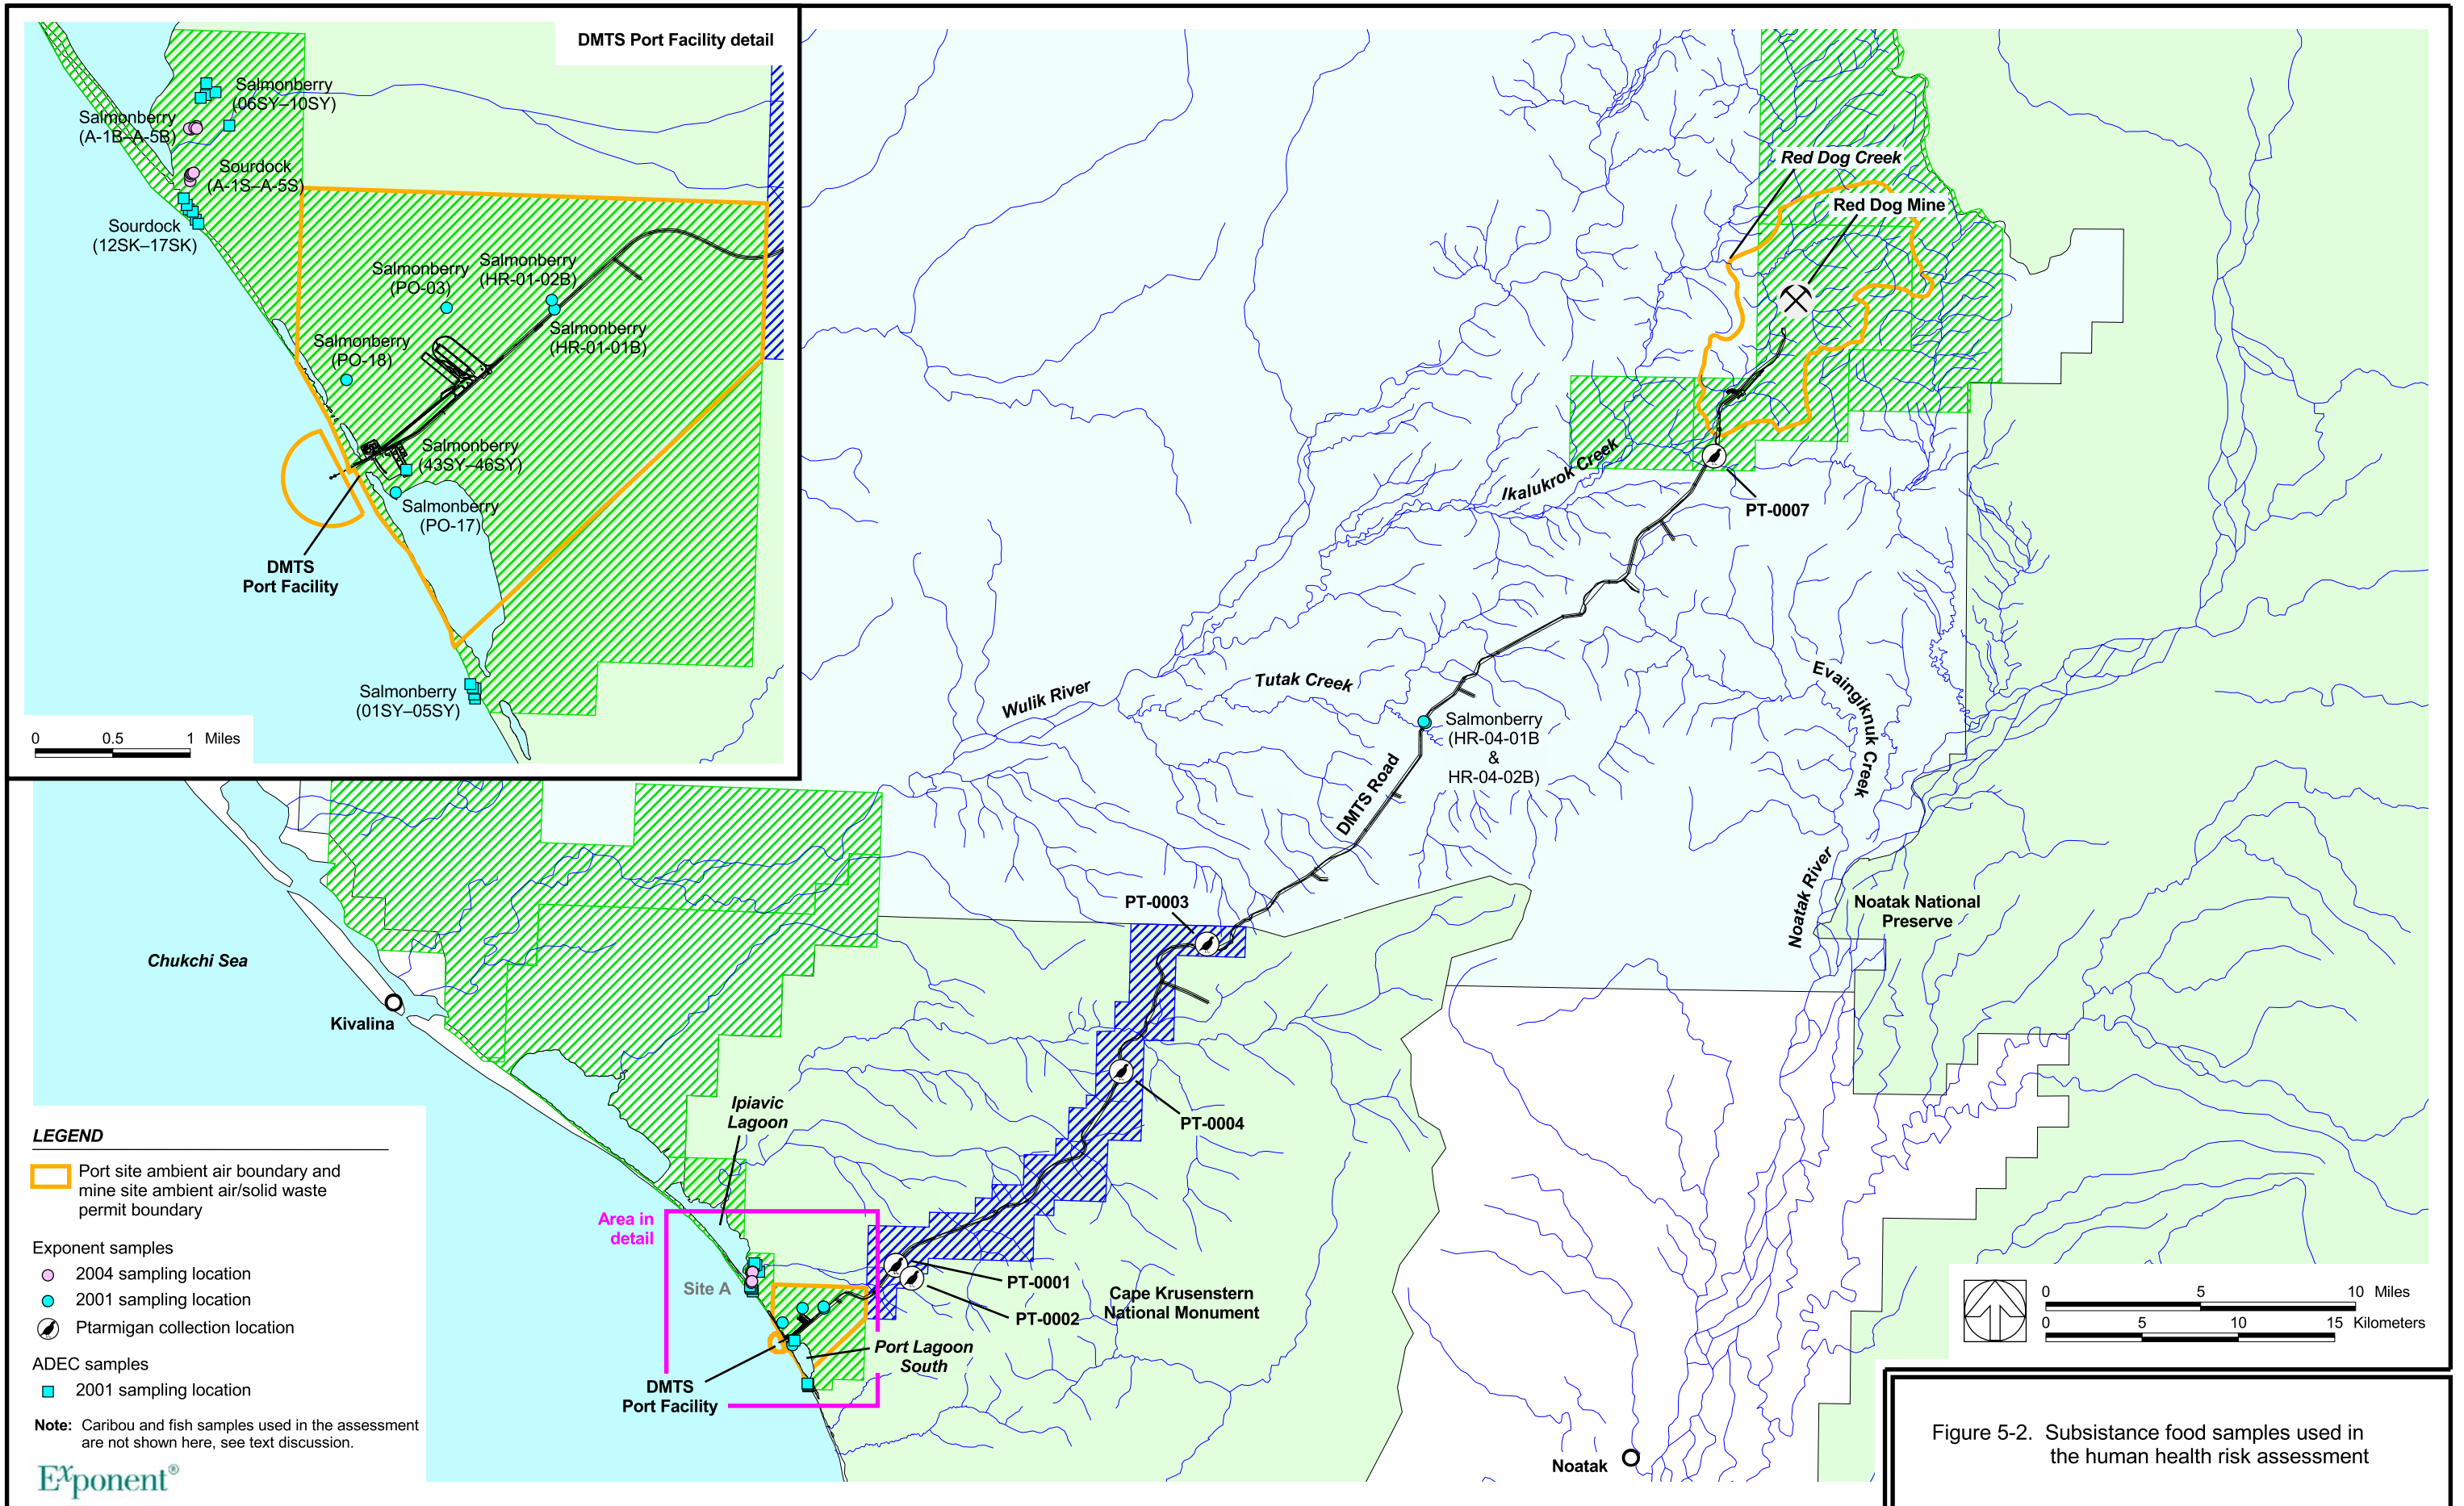 DMTS Port Facility detail
Salmonberry
(06SY–10SY)
Salmonberry
(A-1B–A-5B)
Sourdock
(A-1S–A-5S)
Sourdock
(12SK–17SK)
Salmonberry
(PO-03)
Salmonberry
(HR-01-02B)
Salmonberry
(HR-01-01B)
Salmonberry
(PO-18)
Salmonberry
(43SY–46SY)
Salmonberry
(PO-17)
DMTS
Port Facility
Salmonberry
(01SY–05SY)
0 0.5 1 Miles
Red Dog Creek
Red Dog Mine
Ikalukrok Creek
PT-0007
Wulik River
Tutak Creek
Evaingiknuk Creek
Salmonberry
(HR-04-01B
&
HR-04-02B)
DMTS Road
PT-0003
Noatak River
Noatak National
Preserve
Chukchi Sea
Kivalina
PT-0004
Ipiavic
Lagoon
Area in
detail
Site A
PT-0001
PT-0002
Cape Krusenstern
National Monument
Port Lagoon
South
DMTS
Port Facility
Noatak
LEGEND
Port site ambient air boundary and
mine site ambient air/solid waste
permit boundary
Exponent samples
2004 sampling location
2001 sampling location
Ptarmigan collection location
ADEC samples
2001 sampling location
Note: Caribou and fish samples used in the assessment
are not shown here, see text discussion.
Exponent®
0 5 10 Miles
0 5 10 15 Kilometers
Figure 5-2. Subsistance food samples used in
the human health risk assessment